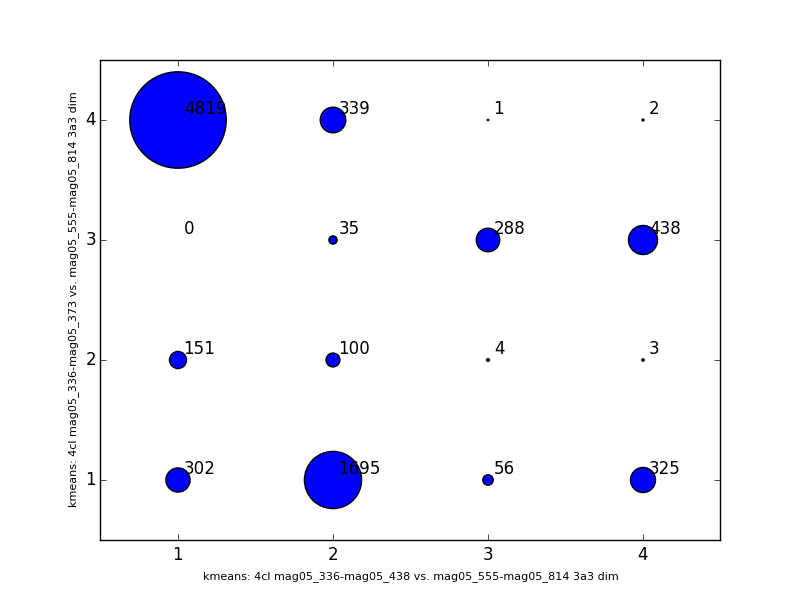 4819 339 1 2
4
0 35 288 438
3
151 100 4 3
2
302 1695 56 325
1
1 2 3 4
kmeans: 4cl mag05_336-mag05_438 vs. mag05_555-mag05_814 3a3 dim
kmeans: 4cl mag05_336-mag05_373 vs. mag05_555-mag05_814 3a3 dim